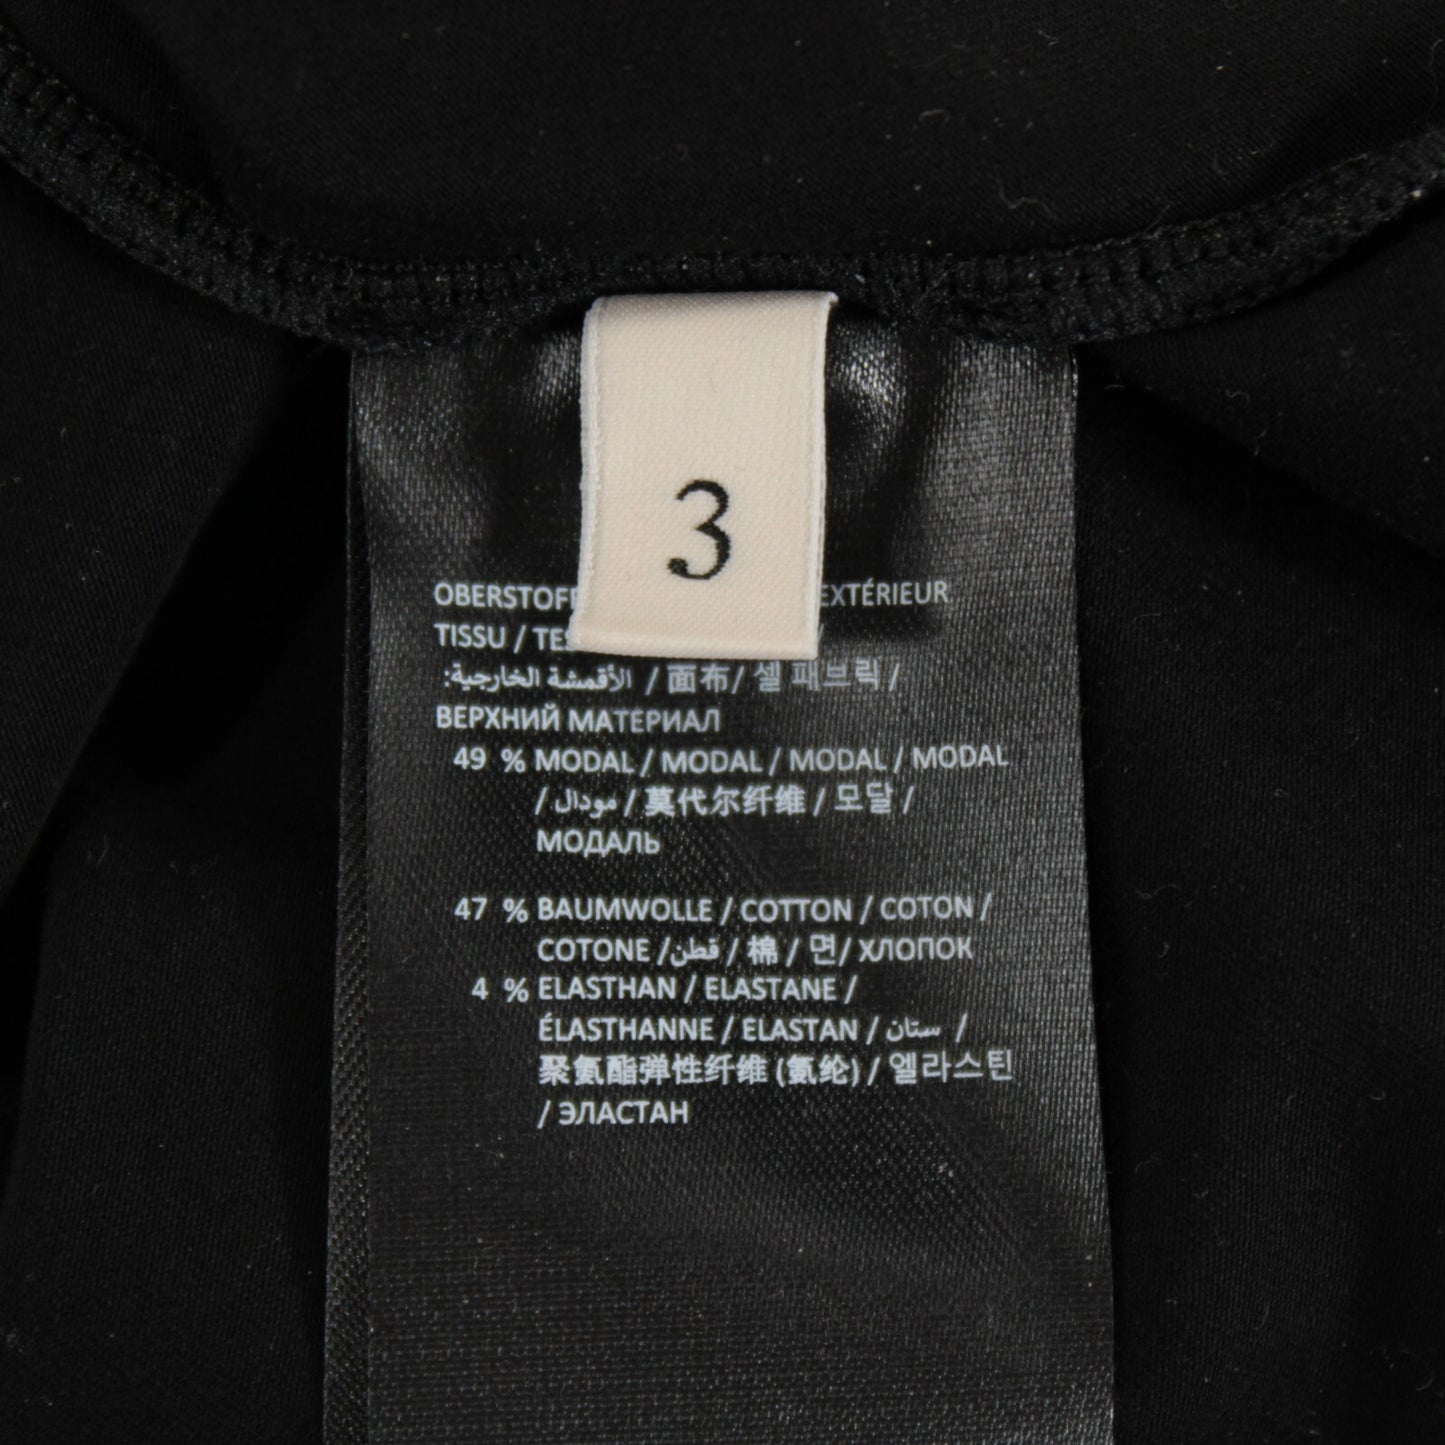 3
EXTÉRIEUR
TISSU /
الأقمشة الخارجية: / 面布 / 셀 패브릭 /
ВЕРХНИЙ МАТЕРИАЛ
49 % MODAL / MODAL / MODAL / MODAL
/ مودال / 莫代尔纤维 / 모달 /
МОДАЛЬ
47 % BAUMWOLLE / COTTON / COTON /
COTONE / قطن / 棉 / 면 / ХЛОПОК
4 % ELASTHAN / ELASTANE /
ÉLASTHANNE / ELASTAN / ستان /
聚氨酯弹性纤维 (氨纶) / 엘라스틴
/ ЭЛАСТАН